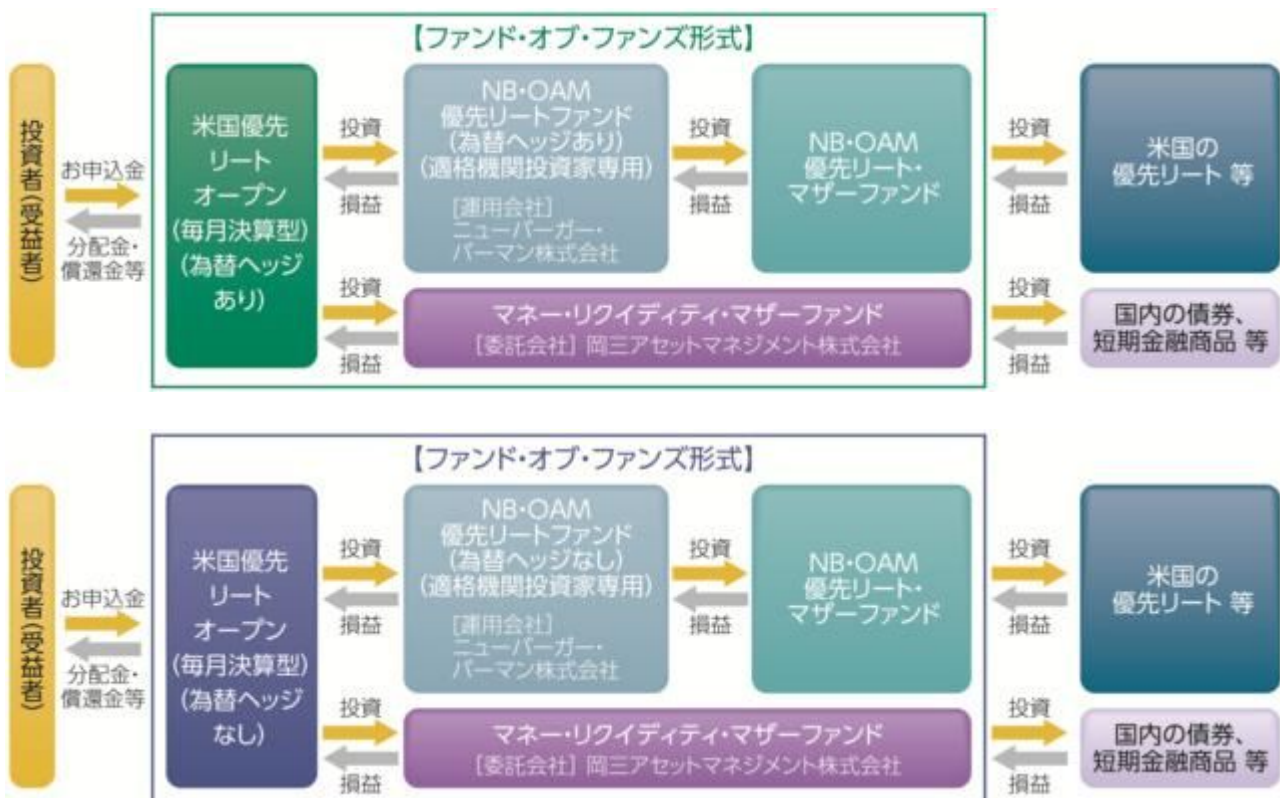 【ファンド・オブ・ファンズ形式】
投資者(受益者)
お申込金
分配金・
償還金等
米国優先
リート
オープン
(毎月決算型)
(為替ヘッジ
あり)
投資
損益
NB・OAM
優先リートファンド
(為替ヘッジあり)
(適格機関投資家専用)
[運用会社]
ニューバーガー・
バーマン株式会社
投資
損益
NB・OAM
優先リート・
マザーファンド
投資
損益
米国の
優先リート 等
投資
損益
マネー・リクイディティ・マザーファンド
[委託会社] 岡三アセットマネジメント株式会社
投資
損益
国内の債券、
短期金融商品 等
【ファンド・オブ・ファンズ形式】
投資者(受益者)
お申込金
分配金・
償還金等
米国優先
リート
オープン
(毎月決算型)
(為替ヘッジ
なし)
投資
損益
NB・OAM
優先リートファンド
(為替ヘッジなし)
(適格機関投資家専用)
[運用会社]
ニューバーガー・
バーマン株式会社
投資
損益
NB・OAM
優先リート・
マザーファンド
投資
損益
米国の
優先リート 等
投資
損益
マネー・リクイディティ・マザーファンド
[委託会社] 岡三アセットマネジメント株式会社
投資
損益
国内の債券、
短期金融商品 等